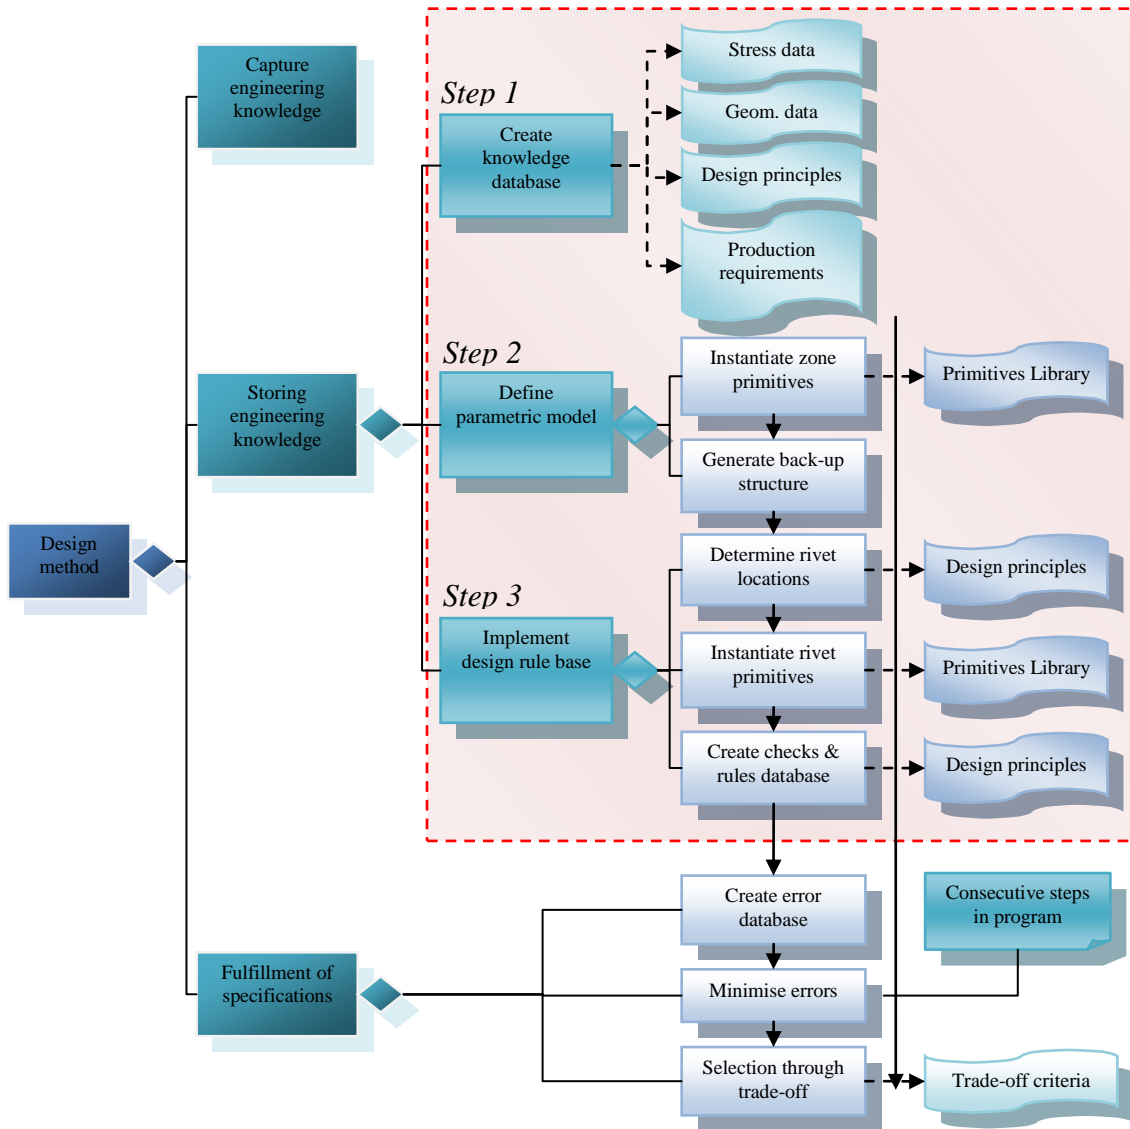 Capture
engineering
knowledge
Step 1
Create
knowledge
database
Stress data
Geom. data
Design principles
Production
requirements
Step 2
Storing
engineering
knowledge
Define
parametric model
Instantiate zone
primitives
Primitives Library
Generate back-up
structure
Design
method
Step 3
Implement
design rule base
Determine rivet
locations
Design principles
Instantiate rivet
primitives
Primitives Library
Create checks &
rules database
Design principles
Fulfillment of
specifications
Create error
database
Consecutive steps
in program
Minimise errors
Selection through
trade-off
Trade-off criteria